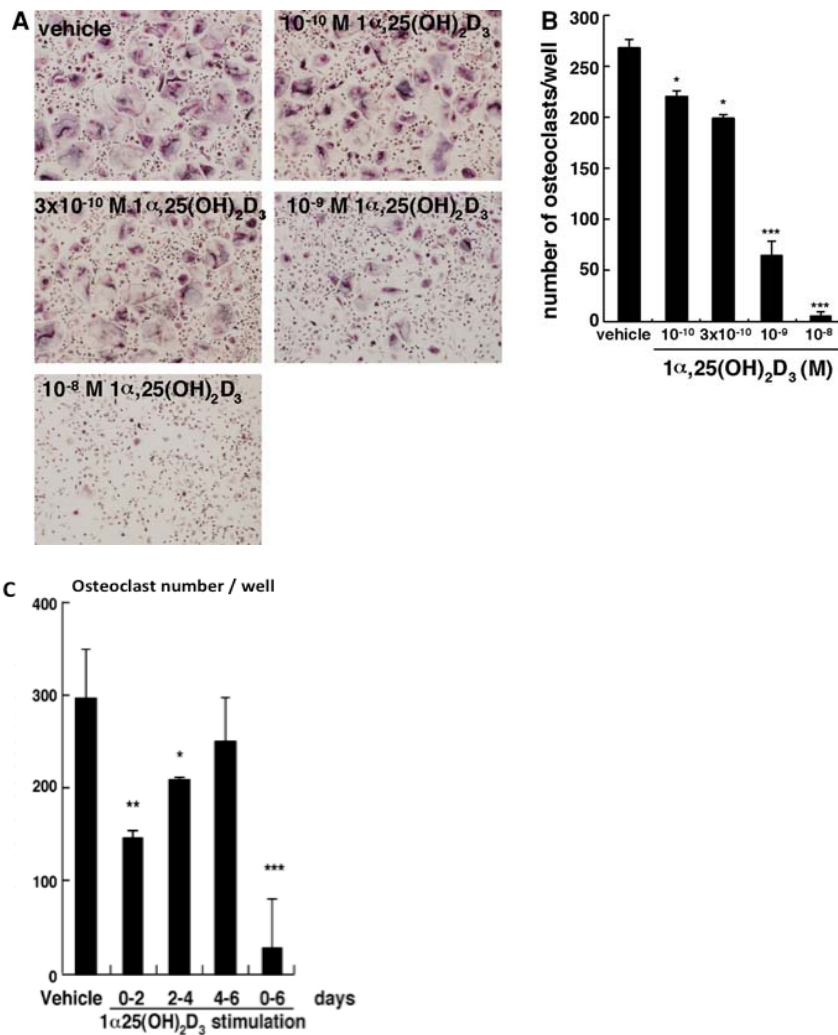 A
vehicle
10⁻¹⁰ M 1α,25(OH)₂D₃
3x10⁻¹⁰ M 1α,25(OH)₂D₃
10⁻⁹ M 1α,25(OH)₂D₃
10⁻⁸ M 1α,25(OH)₂D₃
B
number of osteoclasts/well
300
250
200
150
100
50
0
*
*
***
***
vehicle 10⁻¹⁰ 3x10⁻¹⁰ 10⁻⁹ 10⁻⁸
1α,25(OH)₂D₃ (M)
C
Osteoclast number / well
400
300
200
100
0
**
*
***
Vehicle 0-2 2-4 4-6 0-6 days
1α25(OH)₂D₃ stimulation